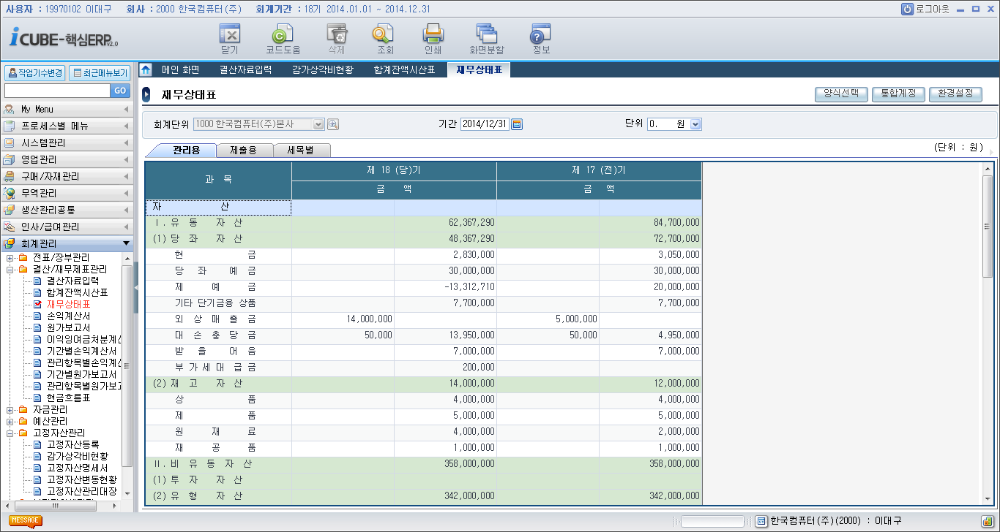 사용자 : 19970102 이대구 회사 : 2000 한국컴퓨터(주) 회계기간 : 18기 2014.01.01 ~ 2014.12.31 로그아웃
iCUBE-핵심ERP v2.0
닫기 코드도움 삭제 조회 인쇄 화면분할 정보
작업기수변경 최근메뉴보기
GO
My Menu
프로세스별 메뉴
시스템관리
영업관리
구매/자재관리
무역관리
생산관리공통
인사/급여관리
회계관리
전표/장부관리
결산/재무제표관리
결산자료입력
합계잔액시산표
재무상태표
손익계산서
원가보고서
이익잉여금처분계산
기간별손익계산서
관리항목별손익계산
기간별원가보고서
관리항목별원가보고
현금흐름표
자금관리
예산관리
고정자산관리
고정자산등록
감가상각비현황
고정자산명세서
고정자산변동현황
고정자산관리대장
메인 화면 결산자료입력 감가상각비현황 합계잔액시산표 재무상태표
재무상태표 양식선택 통합계정 환경설정
회계단위 1000 한국컴퓨터(주)본사 기간 2014/12/31 단위 0. 원
관리용 제출용 세목별 (단위 : 원)
과 목 제 18 (당)기 제 17 (전)기
금 액 금 액
자 산
Ⅰ.유 동 자 산 62,367,290 84,700,000
(1)당 좌 자 산 48,367,290 72,700,000
현 금 2,830,000 3,050,000
당 좌 예 금 30,000,000 30,000,000
제 예 금 -13,312,710 20,000,000
기타 단기금융 상품 7,700,000 7,700,000
외 상 매 출 금 14,000,000 5,000,000
대 손 충 당 금 50,000 13,950,000 50,000 4,950,000
받 을 어 음 7,000,000 7,000,000
부 가 세 대 급 금 200,000
(2)재 고 자 산 14,000,000 12,000,000
상 품 4,000,000 4,000,000
제 품 5,000,000 5,000,000
원 재 료 4,000,000 2,000,000
재 공 품 1,000,000 1,000,000
Ⅱ.비 유 동 자 산 358,000,000 358,000,000
(1)투 자 자 산
(2)유 형 자 산 342,000,000 342,000,000
MESSAGE 한국컴퓨터(주)(2000) : 이대구